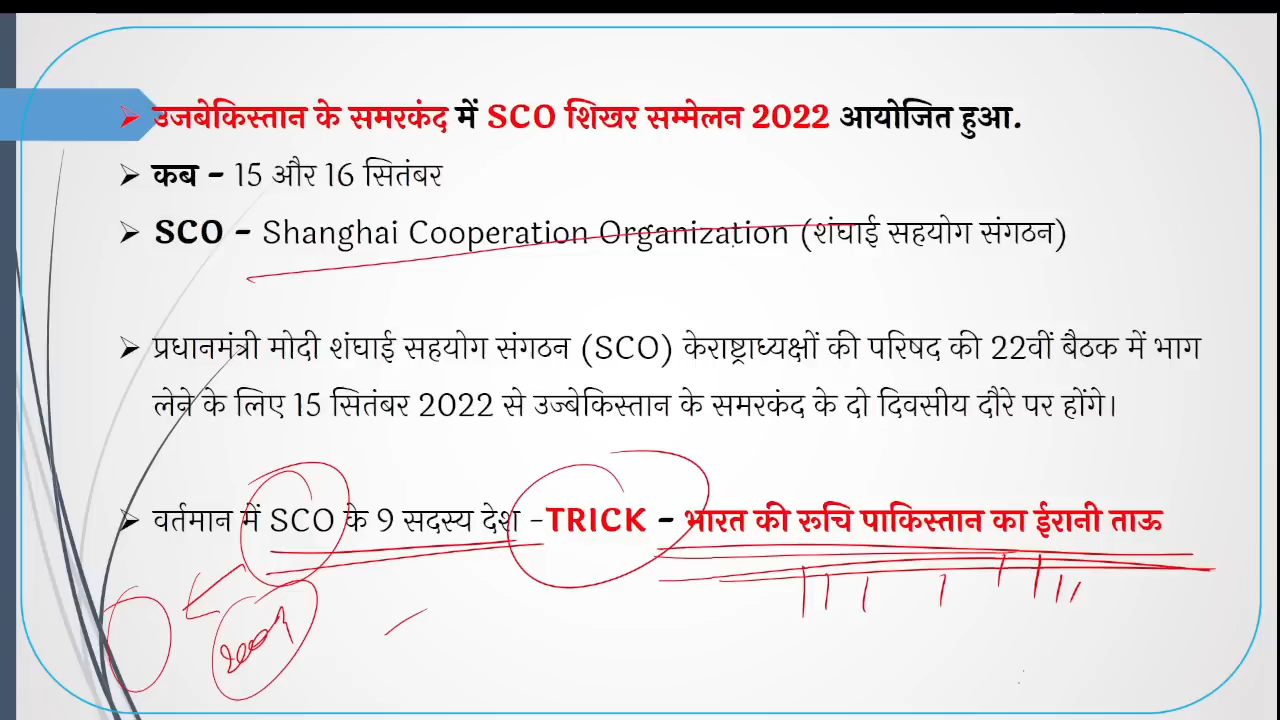 उजबेकिस्तान के समरकंद में SCO शिखर सम्मेलन 2022 आयोजित हुआ.
कब – 15 और 16 सितंबर
SCO – Shanghai Cooperation Organization (शंघाई सहयोग संगठन)
प्रधानमंत्री मोदी शंघाई सहयोग संगठन (SCO) केराष्ट्राध्यक्षों की परिषद की 22वीं बैठक में भाग
लेने के लिए 15 सितंबर 2022 से उज्बेकिस्तान के समरकंद के दो दिवसीय दौरे पर होंगे।
वर्तमान में SCO के 9 सदस्य देश -TRICK – भारत की रूचि पाकिस्तान का ईरानी ताऊ